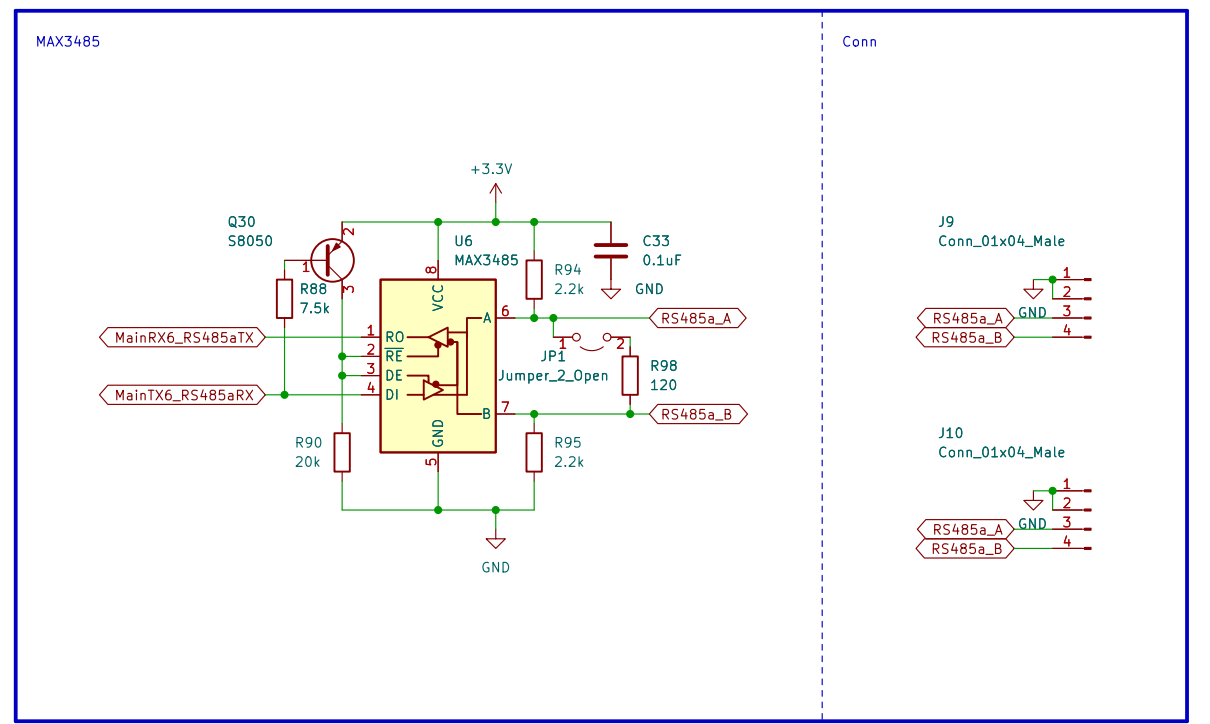 MAX3485
Conn
+3.3V
Q30
S8050
2
1
3
R88
7.5k
U6
MAX3485
8
VCC
R94
2.2k
C33
0.1uF
GND
MainRX6_RS485aTX
1
RO
2
RE
3
DE
4
DI
MainTX6_RS485aRX
A
6
RS485a_A
1
2
JP1
Jumper_2_Open
R98
120
B
7
RS485a_B
R90
20k
GND
5
R95
2.2k
GND
J9
Conn_01x04_Male
1
2
GND
RS485a_A
3
RS485a_B
4
J10
Conn_01x04_Male
1
2
GND
RS485a_A
3
RS485a_B
4